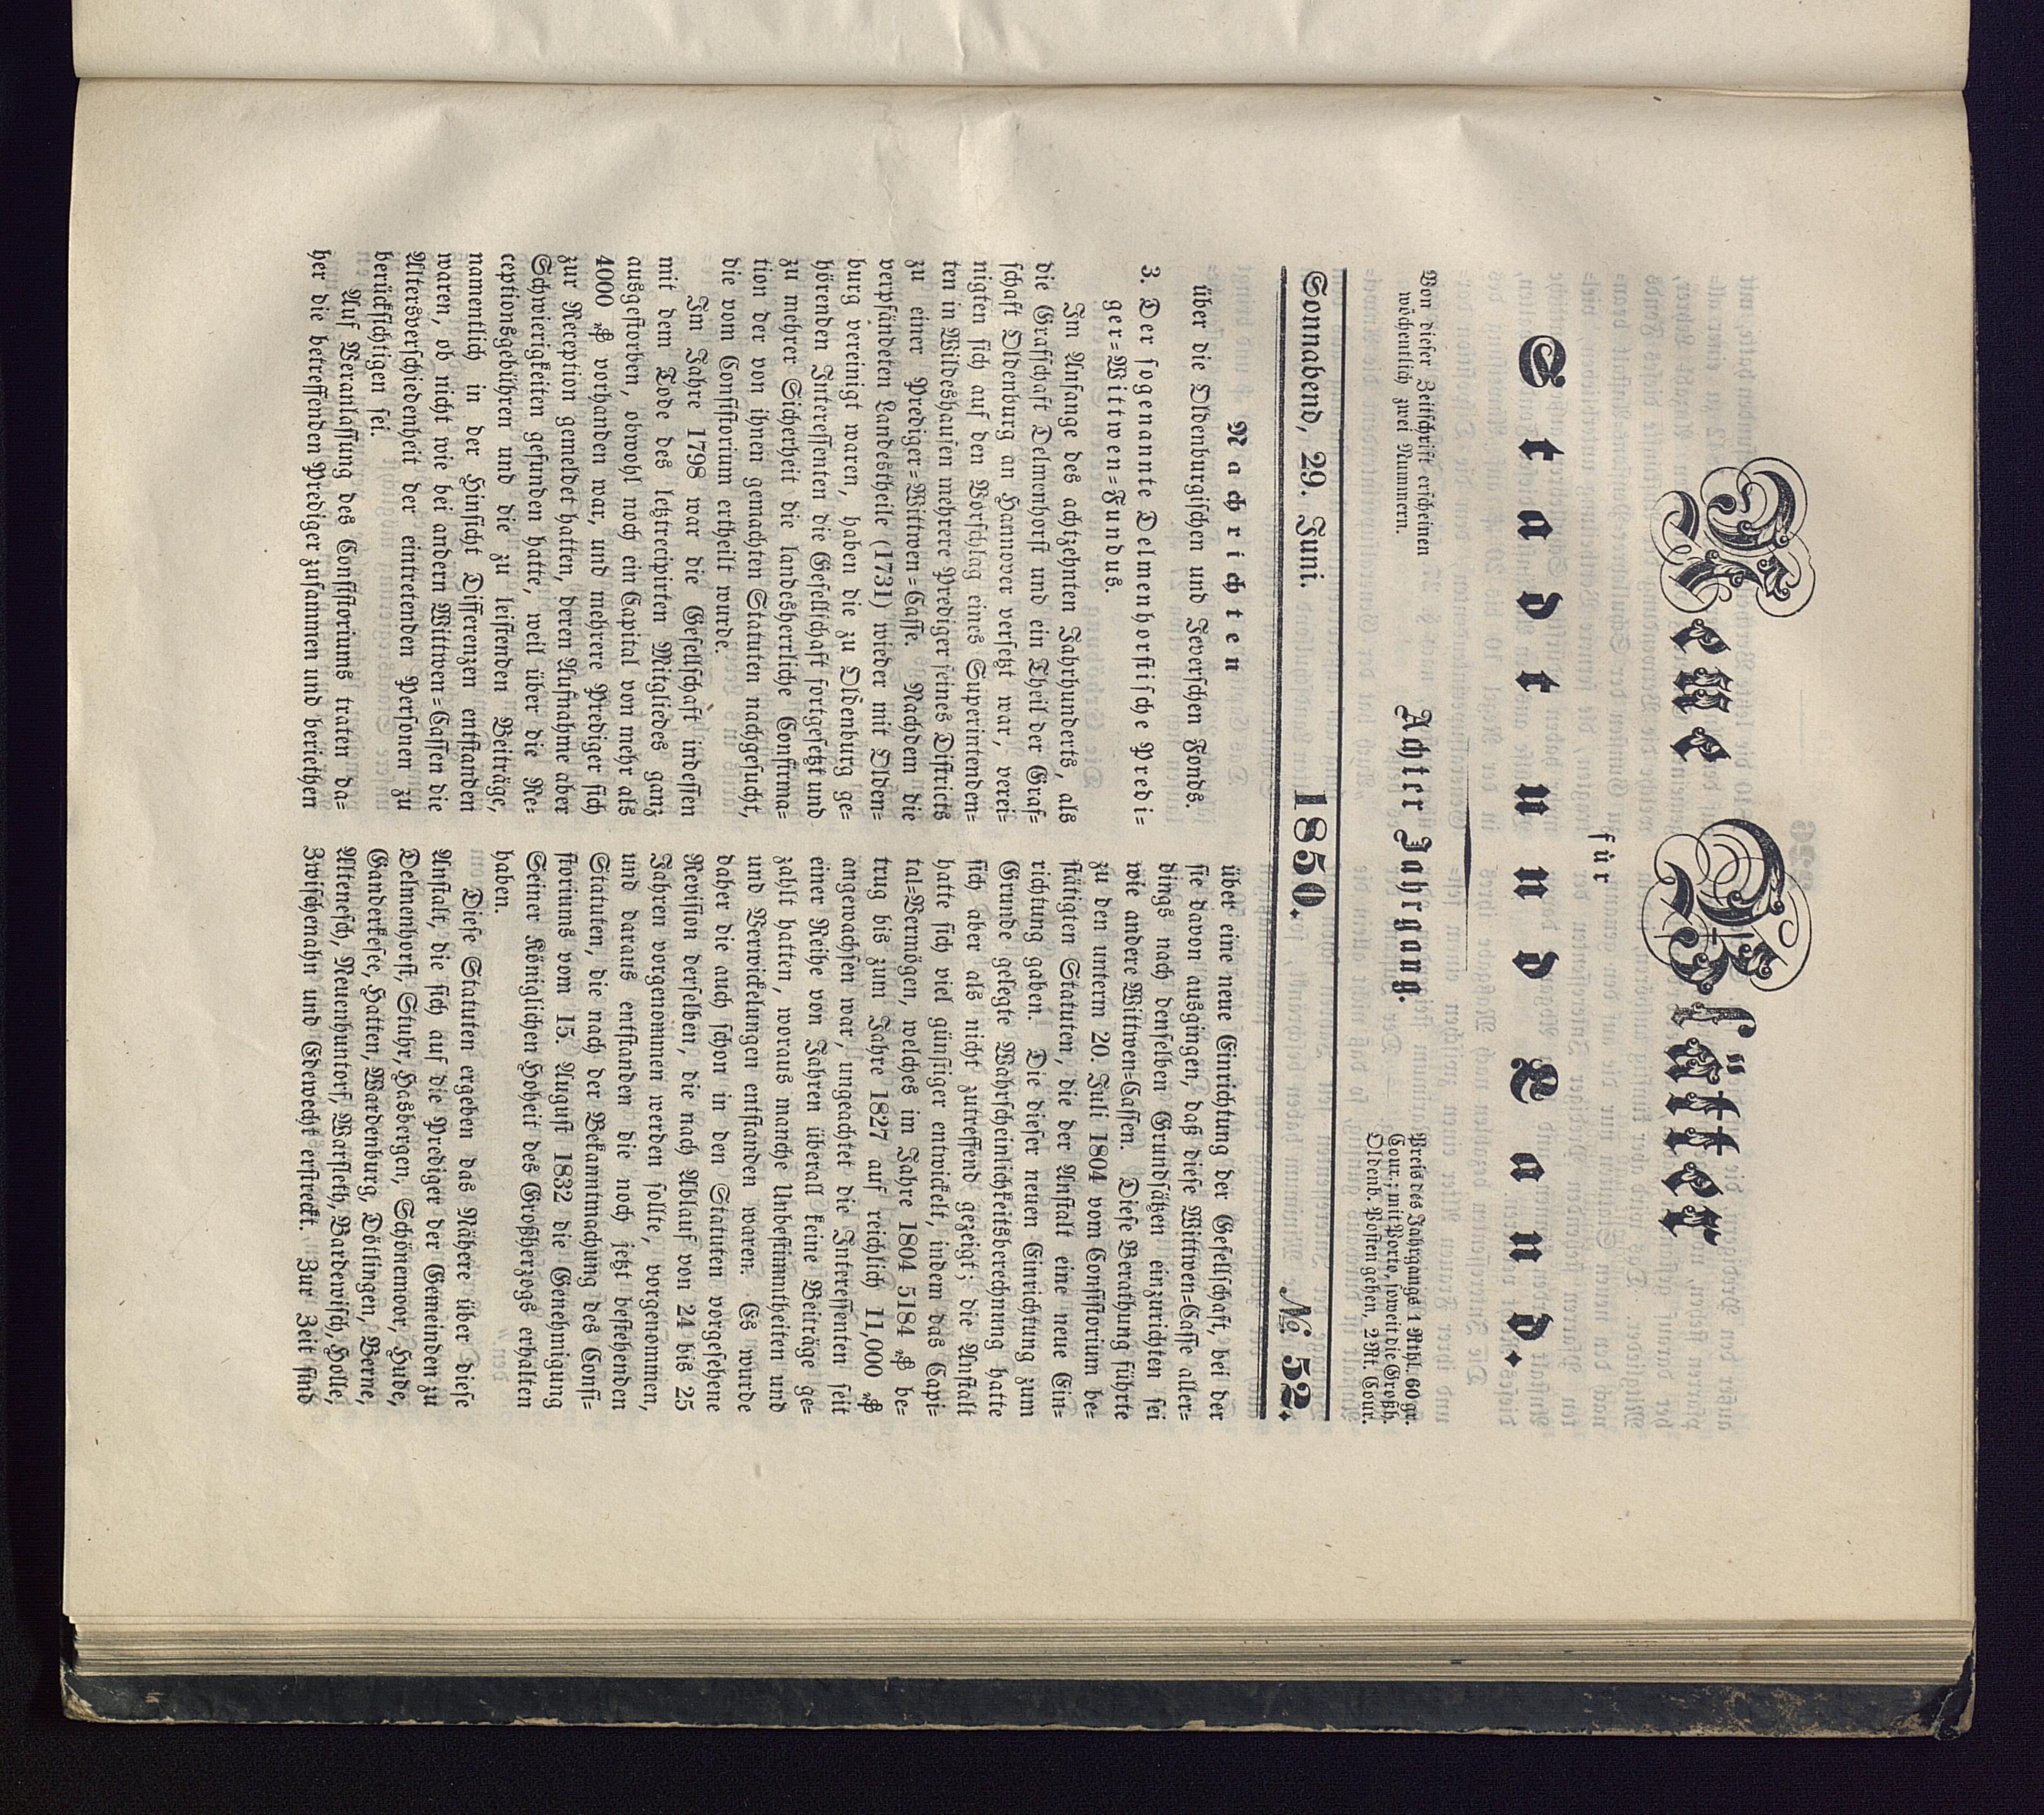 Neue Blätter
für
Stadt und Land.
Von dieser Zeitschrift erscheinen
wöchentlich zwei Nummern.
Achter Jahrgang.
Preis des Jahrgangs 1 Rthl. 60 gr.
Cour.; mit Porto, soweit die Großh.
Oldenb. Posten gehen, 2 Rt. Cour.
Sonnabend, 29. Juni. 1850. №. 52.
Nachrichten
über die Oldenburgischen und Jeverschen Fonds.
3. Der sogenannte Delmenhorstische Predi=
ger=Wittwen=Fundus.
Im Anfange des achtzehnten Jahrhunderts, als
die Grafschaft Delmenhorst und ein Theil der Graf=
schaft Oldenburg an Hannover versetzt war, verei=
nigten sich auf den Vorschlag eines Superintenden=
ten in Wildeshausen mehrere Prediger seines Districts
zu einer Prediger=Wittwen=Casse. Nachdem die
verpfändeten Landestheile (1731) wieder mit Olden=
burg vereinigt waren, haben die zu Oldenburg ge=
hörenden Interessenten die Gesellschaft fortgesetzt und
zu mehrer Sicherheit die landesherrliche Confirma=
tion der von ihnen gemachten Statuten nachgesucht,
die vom Consistorium ertheilt wurde.
Im Jahre 1798 war die Gesellschaft indessen
mit dem Tode des letztrecipirten Mitgliedes ganz
ausgestorben, obwohl noch ein Capital von mehr als
4000 ₰ vorhanden war, und mehrere Prediger sich
zur Reception gemeldet hatten, deren Aufnahme aber
Schwierigkeiten gefunden hatte, weil über die Re=
ceptionsgebühren und die zu leistenden Beiträge,
namentlich in der Hinsicht Differenzen entstanden
waren, ob nicht wie bei andern Wittwen=Cassen die
Altersverschiedenheit der eintretenden Personen zu
berücksichtigen sei.
Auf Veranlassung des Consistoriums traten da=
her die betreffenden Prediger zusammen und beriethen
über eine neue Einrichtung der Gesellschaft, bei der
sie davon ausgingen, daß diese Wittwen=Casse aller=
dings nach denselben Grundsätzen einzurichten sei
wie andere Wittwen=Cassen. Diese Berathung führte
zu den unterm 20. Juli 1804 vom Consistorium be=
stätigten Statuten, die der Anstalt eine neue Ein=
richtung gaben. Die dieser neuen Einrichtung zum
Grunde gelegte Wahrscheinlichkeitsberechnung hatte
sich aber als nicht zutreffend gezeigt; die Anstalt
hatte sich viel günstiger entwickelt, indem das Capi=
tal=Vermögen, welches im Jahre 1804 5184 ₰ be=
trug bis zum Jahre 1827 auf reichlich 11,000 ₰
angewachsen war, ungeachtet die Interessenten seit
einer Reihe von Jahren überall keine Beiträge ge=
zahlt hatten, woraus manche Unbestimmtheiten und
und Verwickelungen entstanden waren. Es wurde
daher die auch schon in den Statuten vorgesehene
Revision derselben, die nach Ablauf von 24 bis 25
Jahren vorgenommen werden sollte, vorgenommen,
und daraus entstanden die noch jetzt bestehenden
Statuten, die nach der Bekanntmachung des Consi=
storiums vom 15. August 1832 die Genehmigung
Seiner Königlichen Hoheit des Großherzogs erhalten
haben.
Diese Statuten ergeben das Nähere über diese
Anstalt, die sich auf die Prediger der Gemeinden zu
Delmenhorst, Stuhr, Hasbergen, Schönemoor, Hude,
Ganderkesee, Hatten, Wardenburg, Dötlingen, Berne,
Altenesch, Neuenhuntorf, Warfleth, Bardewisch, Holle,
Zwischenahn und Edewecht erstreckt. Zur Zeit sind